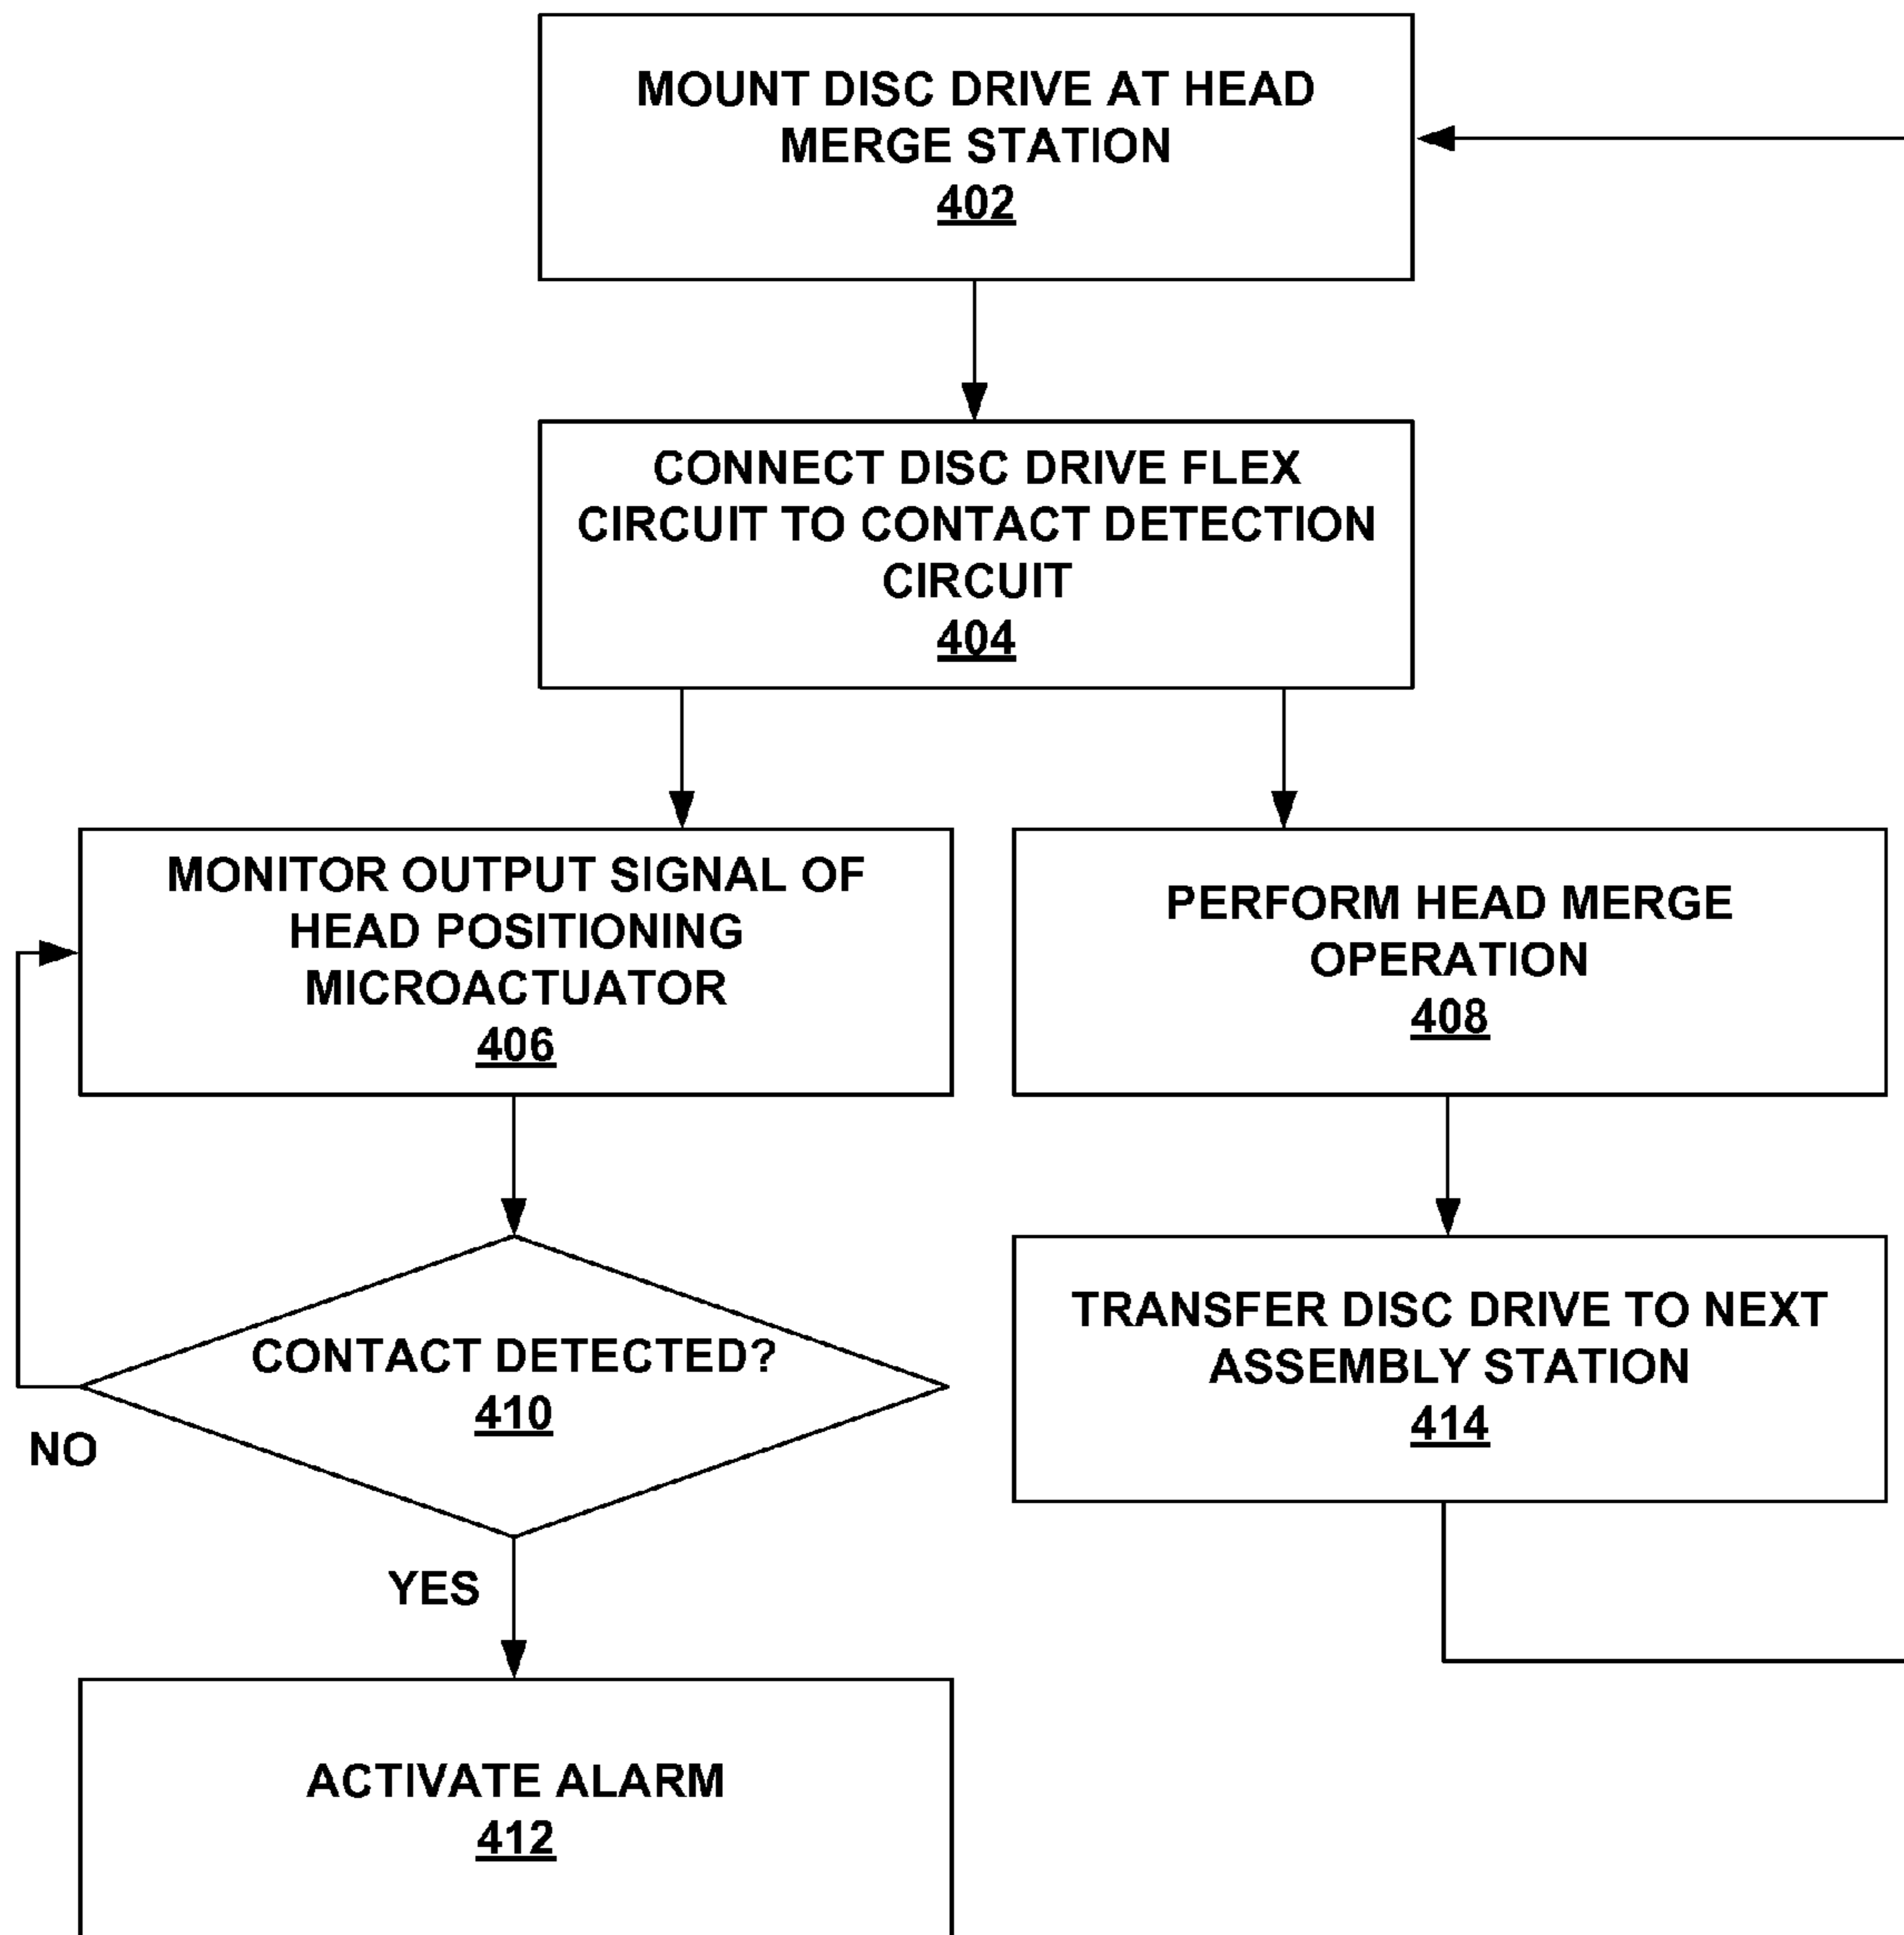 MOUNT DISC DRIVE AT HEAD
MERGE STATION
402
CONNECT DISC DRIVE FLEX
CIRCUIT TO CONTACT DETECTION
CIRCUIT
404
MONITOR OUTPUT SIGNAL OF
HEAD POSITIONING
MICROACTUATOR
406
PERFORM HEAD MERGE
OPERATION
408
CONTACT DETECTED?
410
NO
YES
TRANSFER DISC DRIVE TO NEXT
ASSEMBLY STATION
414
ACTIVATE ALARM
412